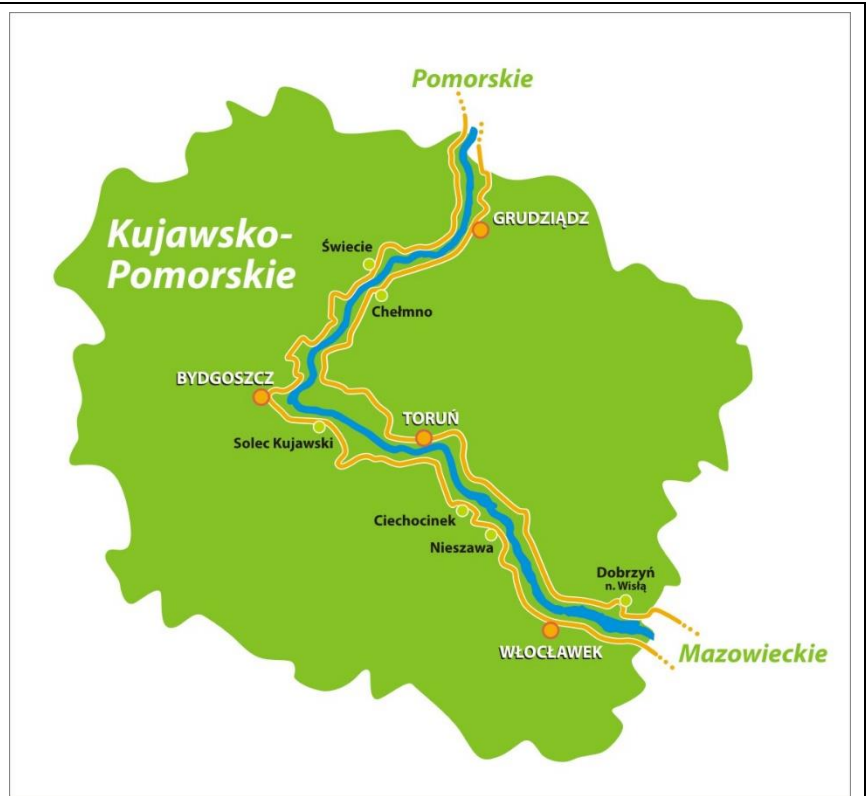 Pomorskie
Kujawsko-
Pomorskie
GRUDZIĄDZ
Świecie
Chełmno
BYDGOSZCZ
TORUŃ
Solec Kujawski
Ciechocinek
Nieszawa
Dobrzyń
n. Wisłą
WŁOCŁAWEK
Mazowieckie